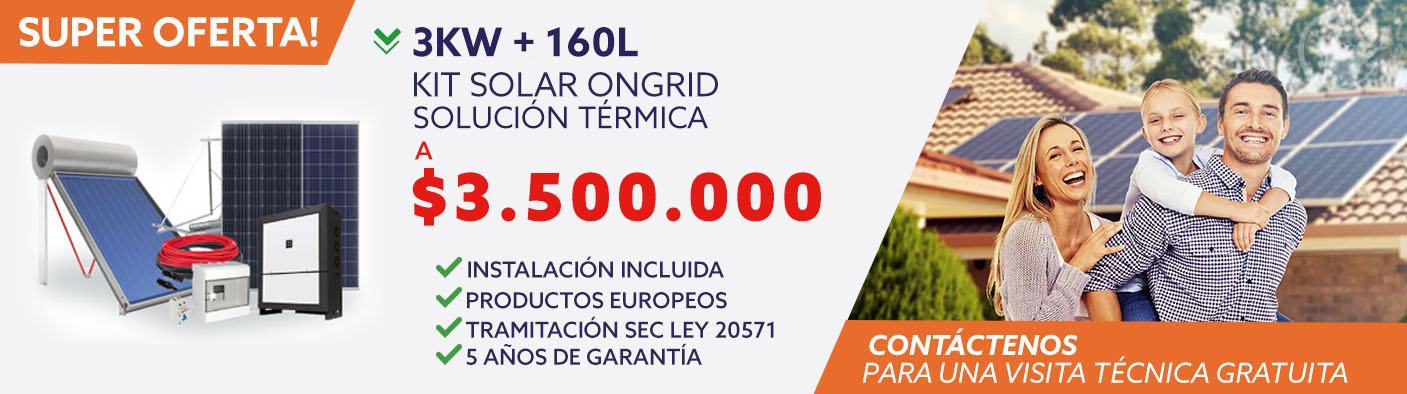 SUPER OFERTA!
3KW + 160L
KIT SOLAR ONGRID
SOLUCIÓN TÉRMICA
A
$3.500.000
INSTALACIÓN INCLUIDA
PRODUCTOS EUROPEOS
TRAMITACIÓN SEC LEY 20571
5 AÑOS DE GARANTÍA
CONTÁCTENOS
PARA UNA VISITA TÉCNICA GRATUITA